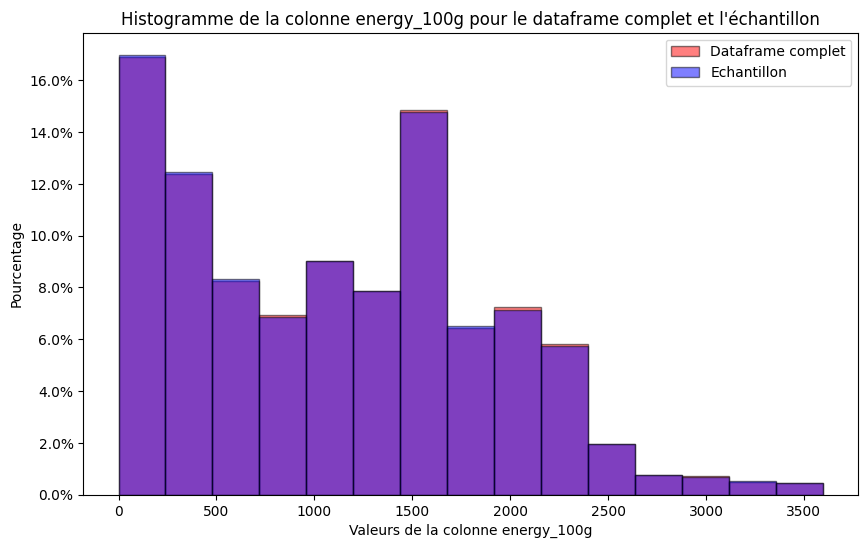 Histogramme de la colonne energy_100g pour le dataframe complet et l'échantillon
Dataframe complet
Echantillon
16.0%
14.0%
12.0%
10.0%
8.0%
6.0%
4.0%
2.0%
0.0%
Pourcentage
0 500 1000 1500 2000 2500 3000 3500
Valeurs de la colonne energy_100g